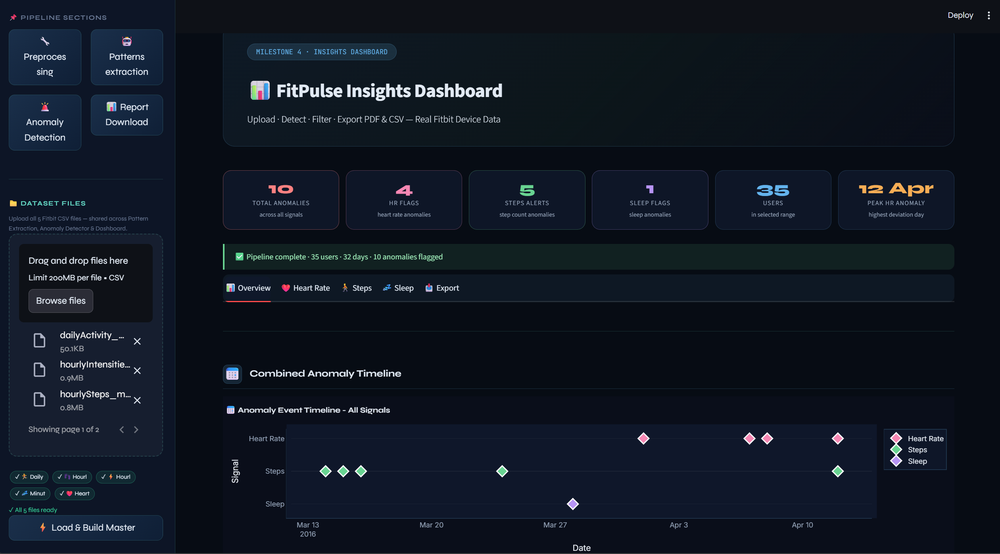 📌 PIPELINE SECTIONS
Preproces
sing
Patterns
extraction
Anomaly
Detection
Report
Download
DATASET FILES
Upload all 5 Fitbit CSV files — shared across Pattern
Extraction, Anomaly Detector & Dashboard.
Drag and drop files here
Limit 200MB per file • CSV
Browse files
dailyActivity_...
50.1KB
hourlyIntensitie...
0.9MB
hourlySteps_m...
0.8MB
Showing page 1 of 2
✓ Daily
✓ Hourl
✓ Hourl
✓ Minut
✓ Heart
✓ All 5 files ready
Load & Build Master
Deploy
MILESTONE 4 · INSIGHTS DASHBOARD
FitPulse Insights Dashboard
Upload · Detect · Filter · Export PDF & CSV — Real Fitbit Device Data
10
TOTAL ANOMALIES
across all signals
4
HR FLAGS
heart rate anomalies
5
STEPS ALERTS
step count anomalies
1
SLEEP FLAGS
sleep anomalies
35
USERS
in selected range
12 Apr
PEAK HR ANOMALY
highest deviation day
Pipeline complete · 35 users · 32 days · 10 anomalies flagged
Overview
Heart Rate
Steps
Sleep
Export
Combined Anomaly Timeline
Anomaly Event Timeline - All Signals
Signal
Heart Rate
Steps
Sleep
Mar 13
2016
Mar 20
Mar 27
Apr 3
Apr 10
Date
Heart Rate
Steps
Sleep